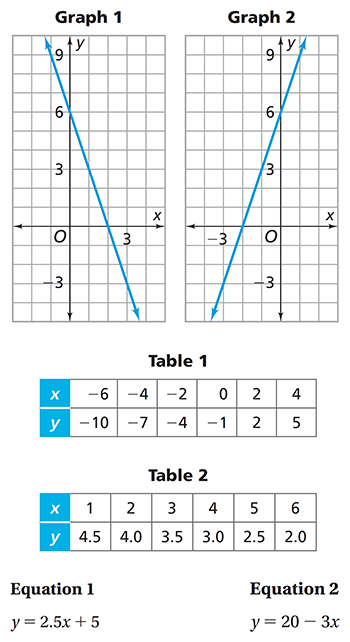 Graph 1 Graph 2
y y
9 9
6 6
3 3
x x
O 3 −3 O
−3 −3
Table 1
x −6 −4 −2 0 2 4
y −10 −7 −4 −1 2 5
Table 2
x 1 2 3 4 5 6
y 4.5 4.0 3.5 3.0 2.5 2.0
Equation 1 Equation 2
y = 2.5x + 5 y = 20 − 3x